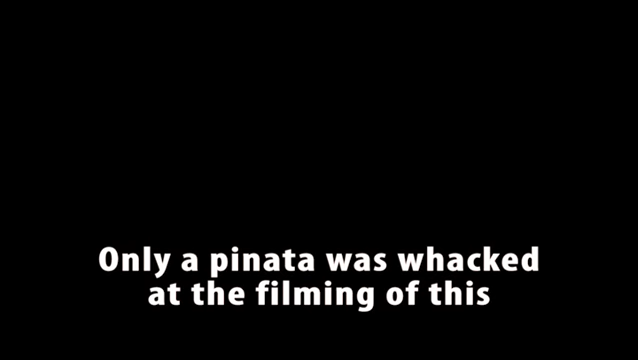 Only a pinata was whacked
at the filming of this